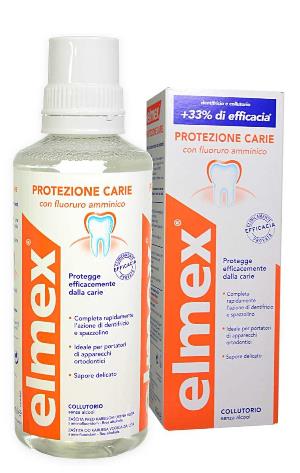 elmex®
PROTEZIONE CARIE
con fluoruro amminico
Protegge
efficacemente
dalla carie
• Completa rapidamente
l'azione di dentifricio
e spazzolino
• Ideale per portatori
di apparecchi
ortodontici
• Sapore delicato
COLLUTORIO
senza alcool
elmex
dentifricio e collutorio
+33% di efficacia
PROTEZIONE CARIE
con fluoruro amminico
EFFICACIA
Protegge
efficacemente
dalla carie
• Completa
rapidamente
l'azione di dentifricio
e spazzolino
• Ideale per portatori
di apparecchi
ortodontici
• Sapore delicato
COLLUTORIO
senza alcool
elmex®